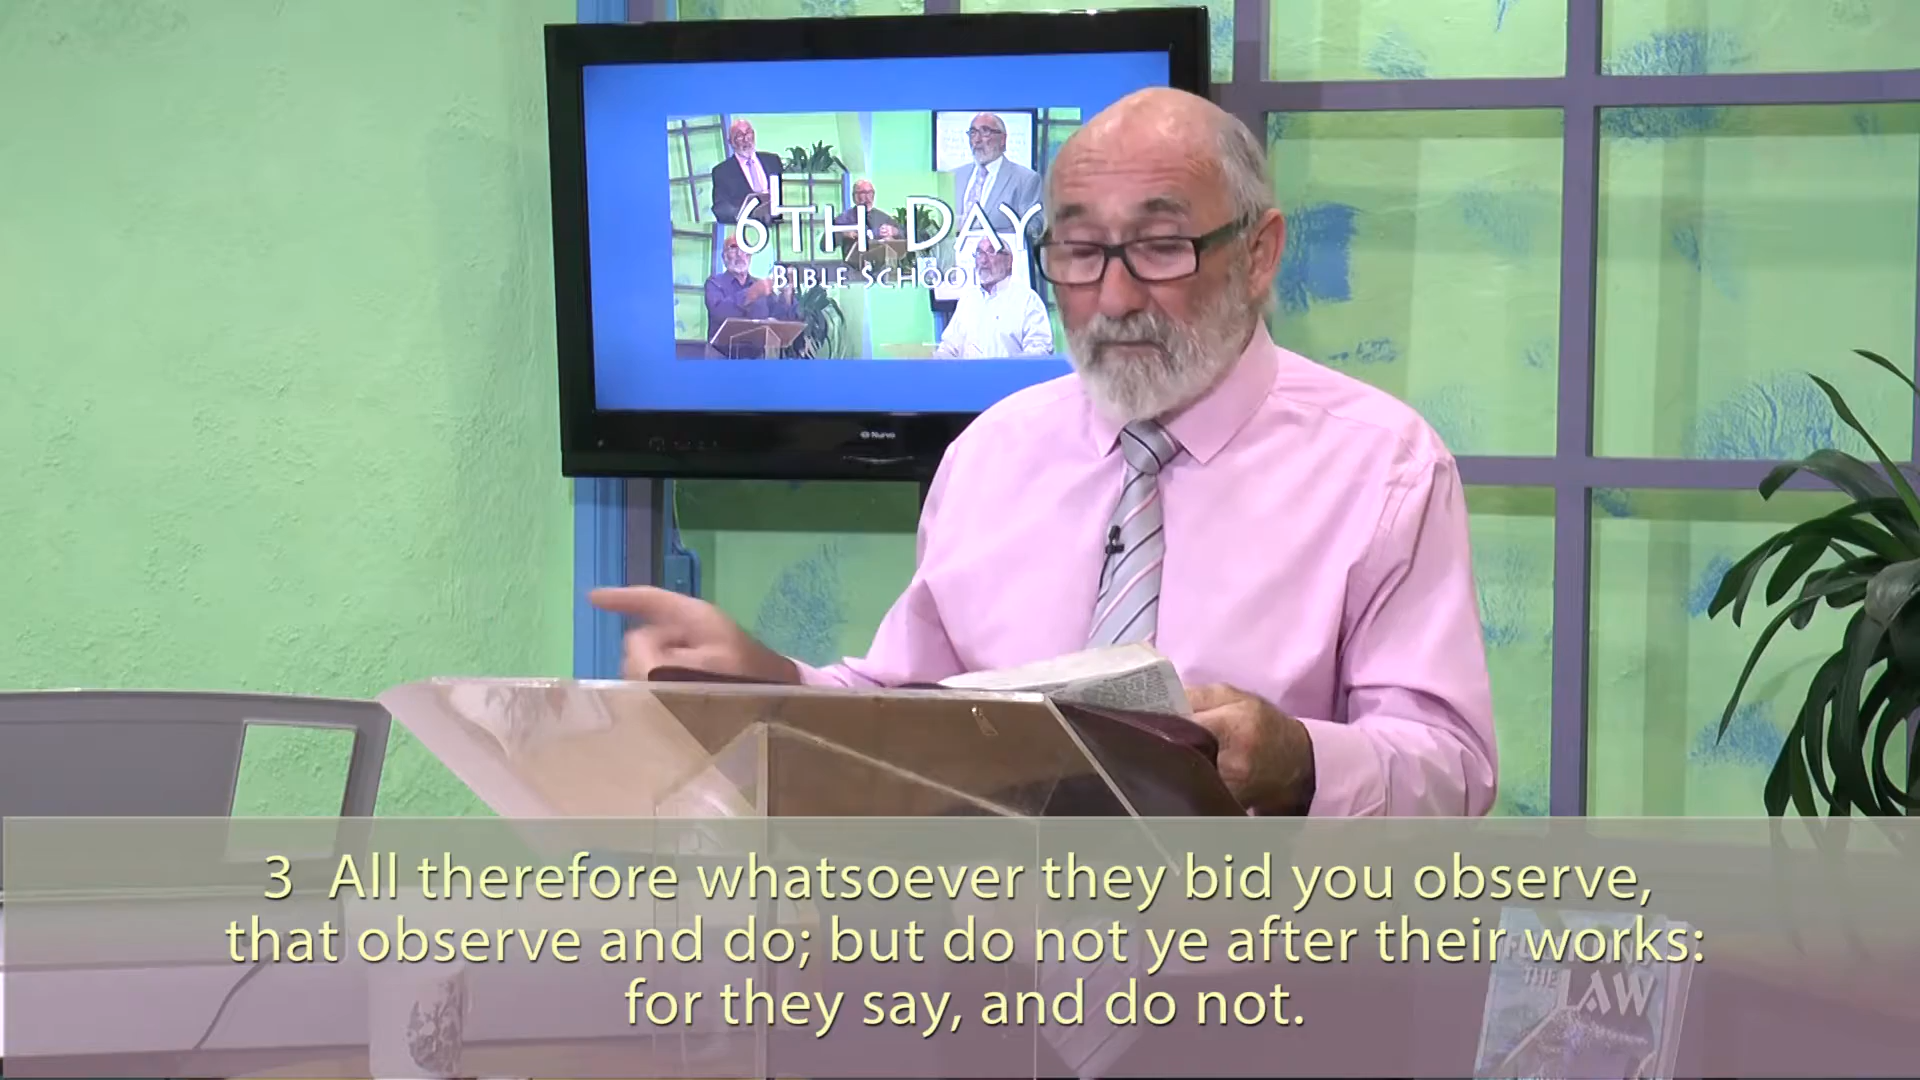 6TH DAY
BIBLE SCHOOL
Nuvo
3 All therefore whatsoever they bid you observe,
that observe and do; but do not ye after their works:
for they say, and do not.
THE
LAW